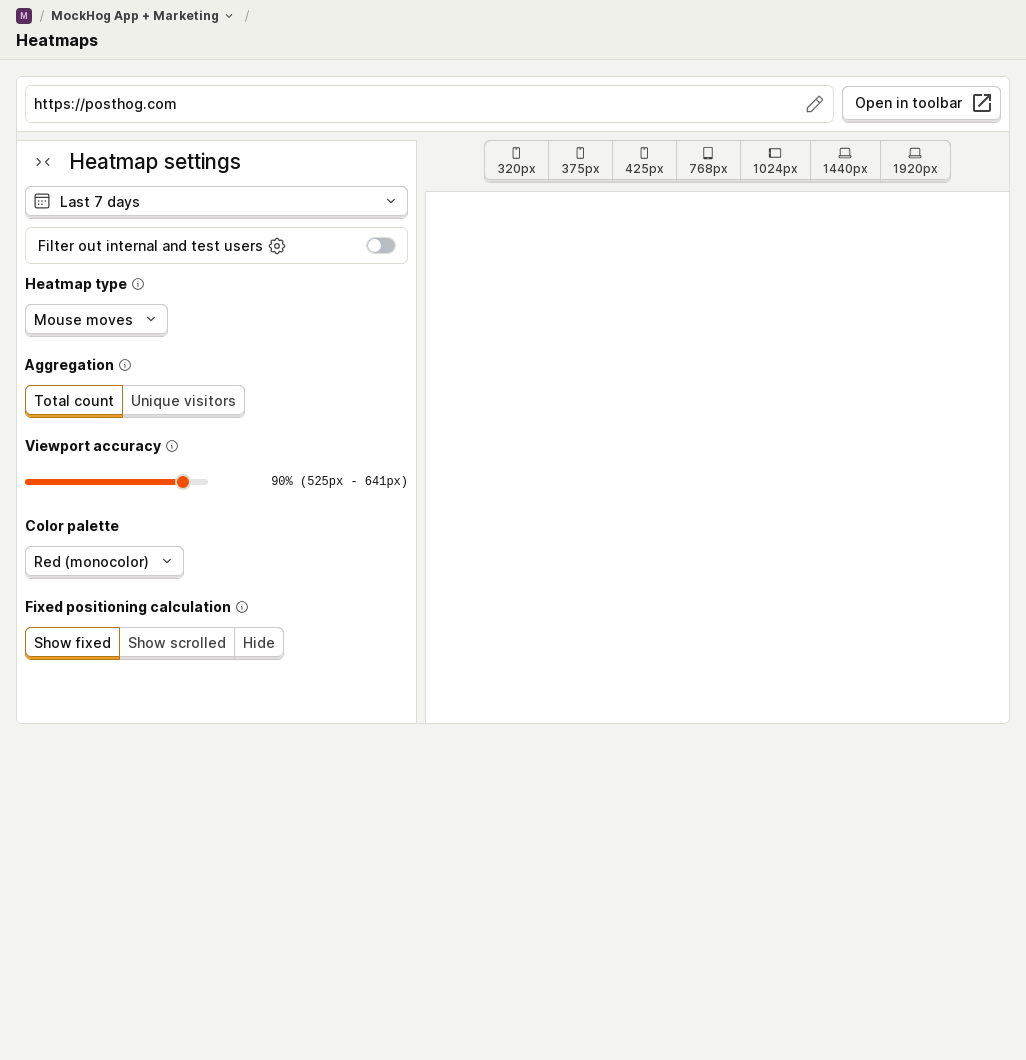 M / MockHog App + Marketing /
Heatmaps
https://posthog.com
Open in toolbar
Heatmap settings
Last 7 days
Filter out internal and test users
Heatmap type
Mouse moves
Aggregation
Total count Unique visitors
Viewport accuracy
90% (525px - 641px)
Color palette
Red (monocolor)
Fixed positioning calculation
Show fixed Show scrolled Hide
320px 375px 425px 768px 1024px 1440px 1920px